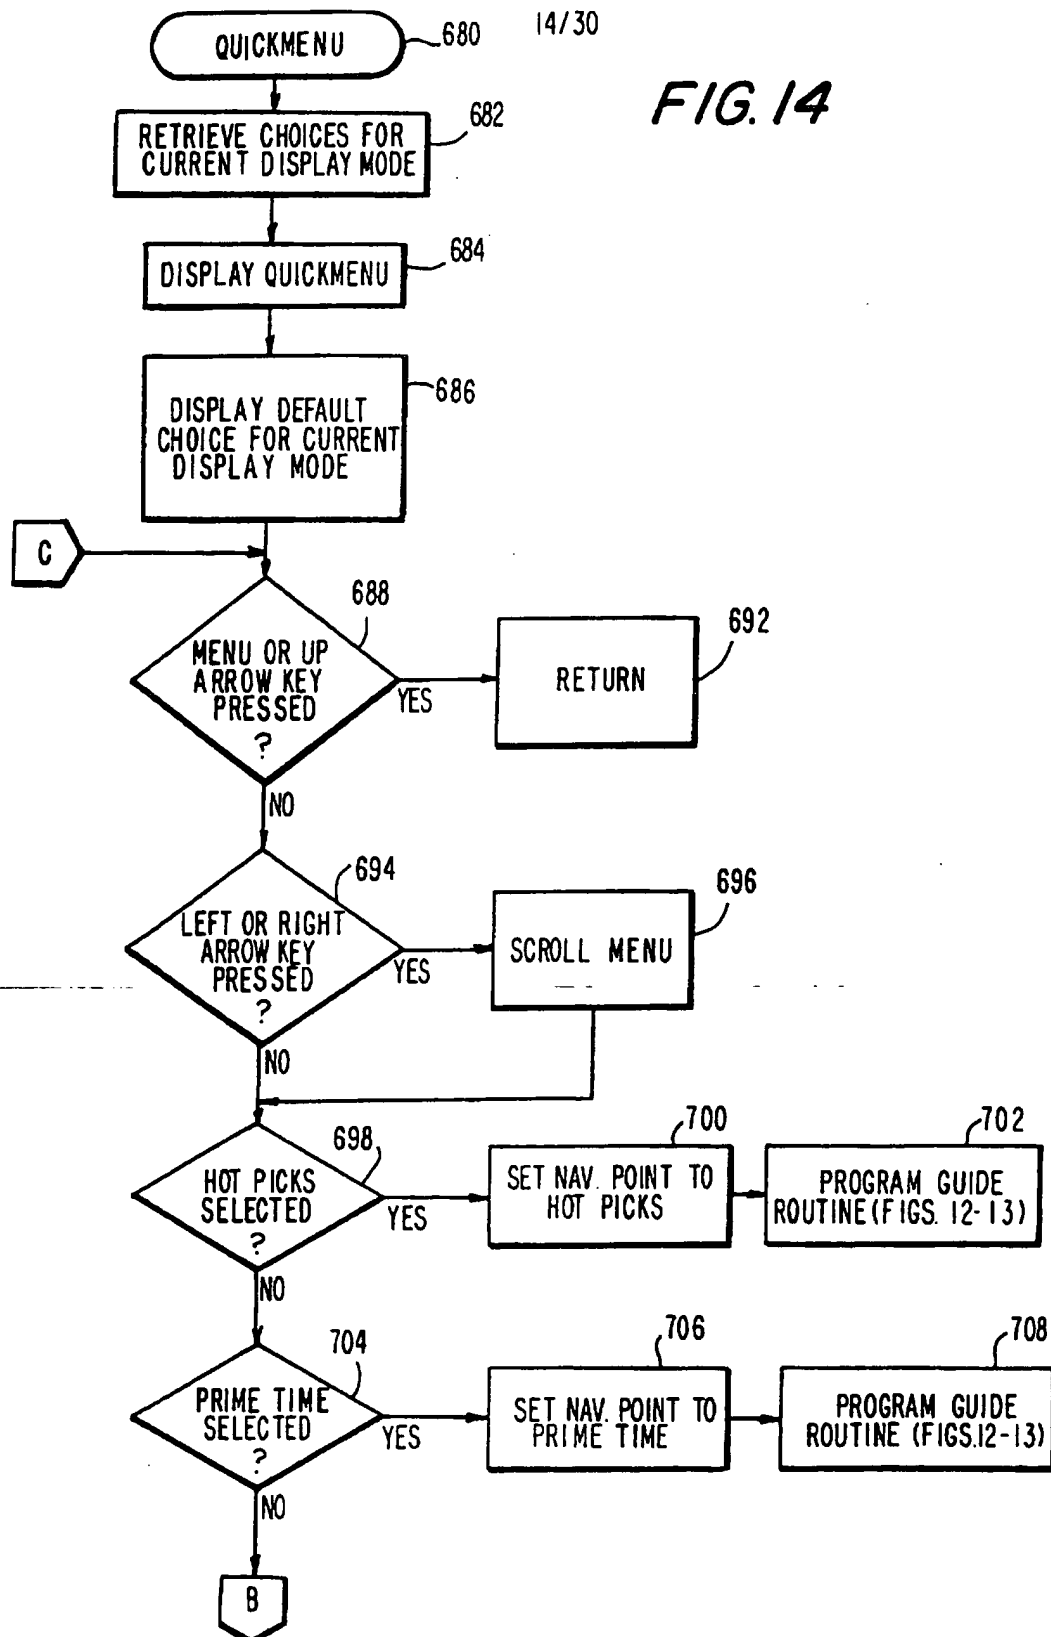 14/30
FIG. 14
QUICKMENU
680
682
RETRIEVE CHOICES FOR
CURRENT DISPLAY MODE
684
DISPLAY QUICKMENU
686
DISPLAY DEFAULT
CHOICE FOR CURRENT
DISPLAY MODE
C
688
MENU OR UP
ARROW KEY
PRESSED
?
YES
692
RETURN
NO
694
LEFT OR RIGHT
ARROW KEY
PRESSED
?
YES
696
SCROLL MENU
NO
698
HOT PICKS
SELECTED
?
YES
700
SET NAV. POINT TO
HOT PICKS
702
PROGRAM GUIDE
ROUTINE (FIGS. 12-13)
NO
704
PRIME TIME
SELECTED
?
YES
706
SET NAV. POINT TO
PRIME TIME
708
PROGRAM GUIDE
ROUTINE (FIGS.12-13)
NO
B